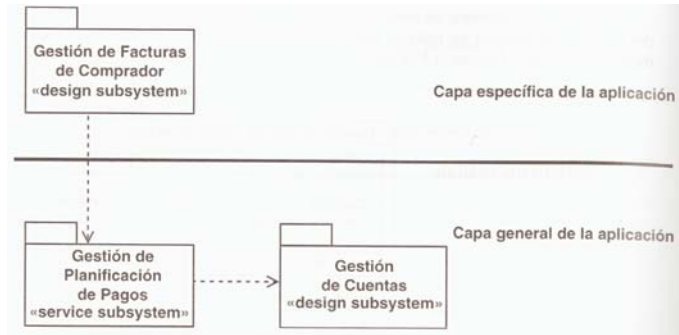 Gestión de Facturas
de Comprador
«design subsystem»
Capa específica de la aplicación
Capa general de la aplicación
Gestión de
Planificación
de Pagos
«service subsystem»
Gestión
de Cuentas
«design subsystem»